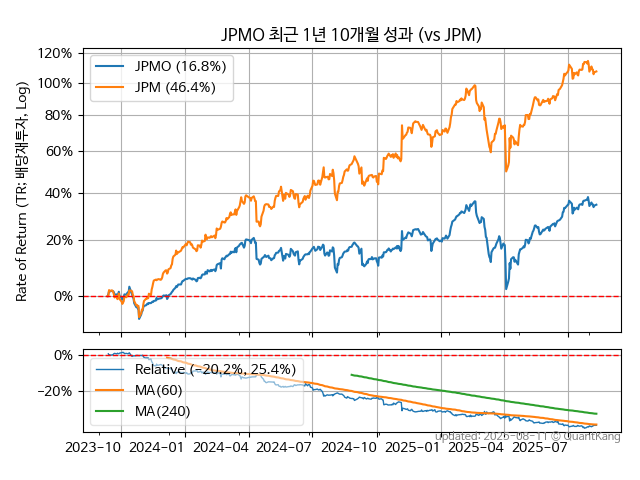 JPMO 최근 1년 10개월 성과 (vs JPM)
Rate of Return (TR: 배당재투자, Log)
120%
100%
80%
60%
40%
20%
0%
JPMO (16.8%)
JPM (46.4%)
0%
−20%
Relative (−20.2%, 25.4%)
MA(60)
MA(240)
2023-10 2024-01 2024-04 2024-07 2024-10 2025-01 2025-04 2025-07
Updated: 2025-08-11 © QuantKang